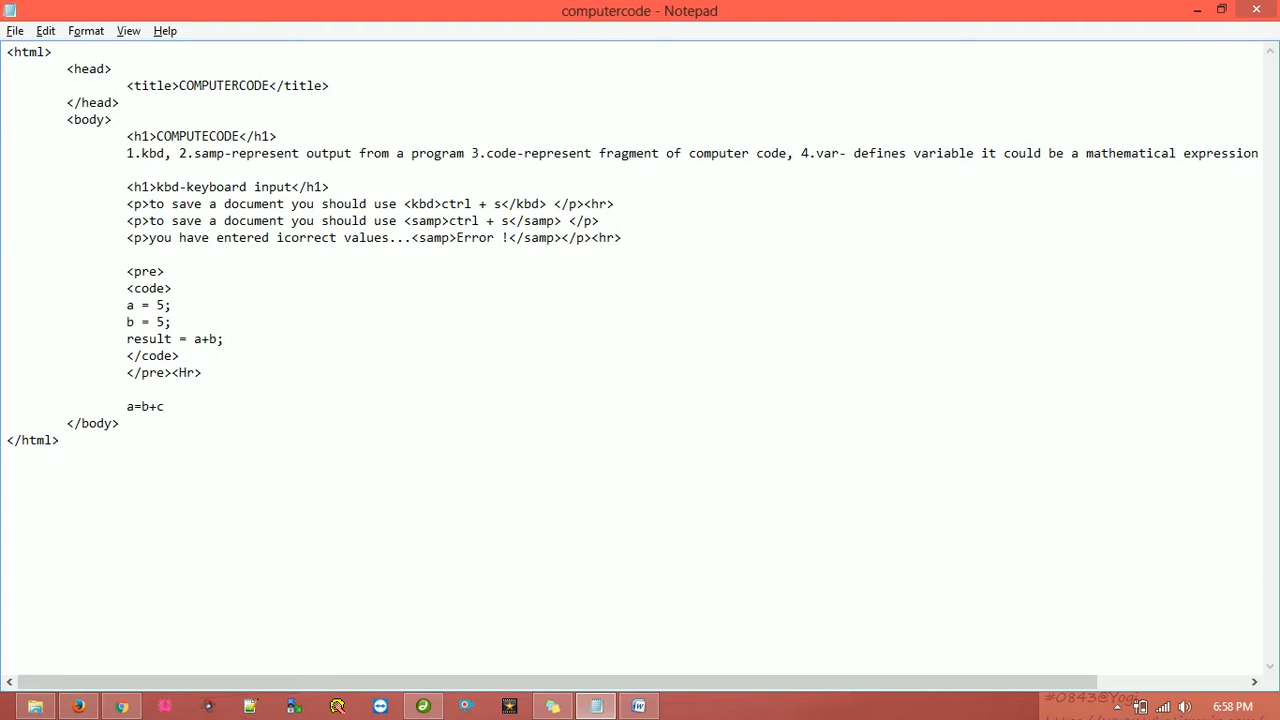 computercode - Notepad
File Edit Format View Help
<html>
<head>
<title>COMPUTERCODE</title>
</head>
<body>
<h1>COMPUTECODE</h1>
1.kbd, 2.samp-represent output from a program 3.code-represent fragment of computer code, 4.var- defines variable it could be a mathematical expression
<h1>kbd-keyboard input</h1>
<p>to save a document you should use <kbd>ctrl + s</kbd> </p><hr>
<p>to save a document you should use <samp>ctrl + s</samp> </p>
<p>you have entered icorrect values...<samp>Error !</samp></p><hr>
<pre>
<code>
a = 5;
b = 5;
result = a+b;
</code>
</pre><Hr>
a=b+c
</body>
</html>
#0843@Yogi
6:58 PM